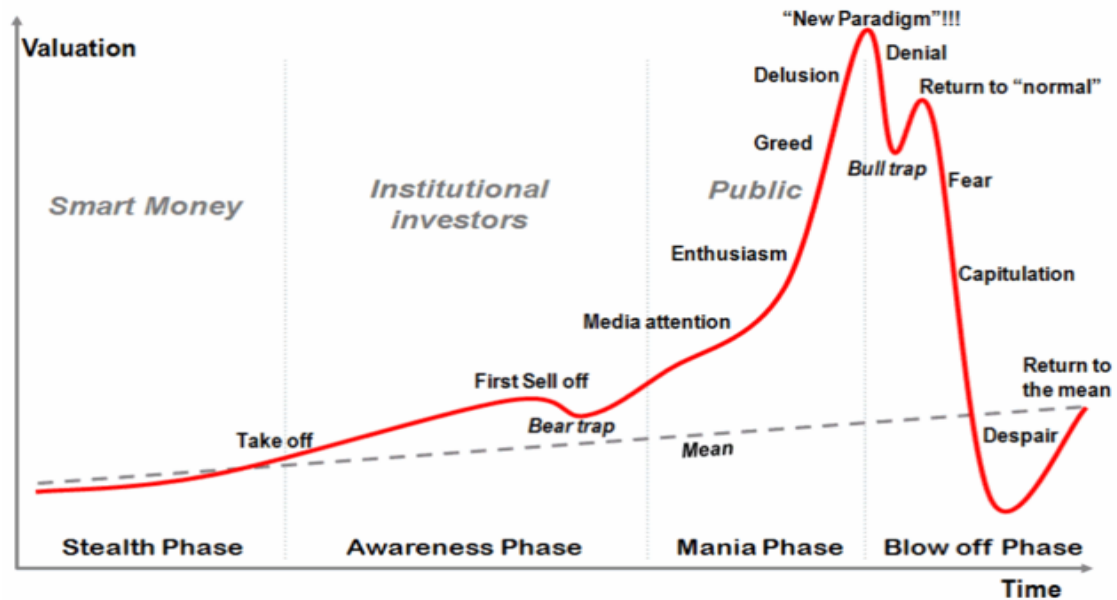 “New Paradigm”!!!
Valuation
Denial
Delusion
Return to “normal”
Greed
Bull trap
Fear
Smart Money
Institutional
investors
Public
Enthusiasm
Capitulation
Media attention
First Sell off
Return to
the mean
Bear trap
Take off
Mean
Despair
Stealth Phase
Awareness Phase
Mania Phase
Blow off Phase
Time